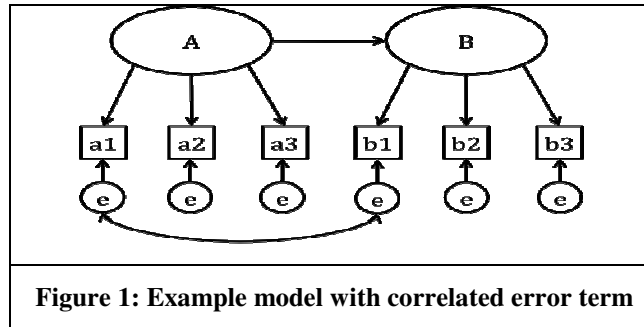 A B
a1 a2 a3 b1 b2 b3
e e e e e e
Figure 1: Example model with correlated error term